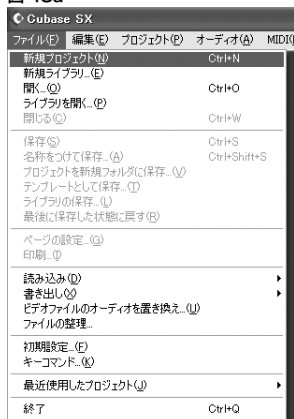 Cubase SX
ファイル(F) 編集(E) プロジェクト(P) オーディオ(A) MIDI(
新規プロジェクト(N) Ctrl+N
新規ライブラリ...(E)
開く...(O) Ctrl+O
ライブラリを開く...(P)
閉じる(C) Ctrl+W
保存(S) Ctrl+S
名称をつけて保存...(A) Ctrl+Shift+S
プロジェクトを新規フォルダに保存...(V)
テンプレートとして保存...(T)
ライブラリの保存...(L)
最後に保存した状態に戻す(R)
ページの設定...(G)
印刷...(I)
読み込み(D)
書き出し(X)
ビデオファイルのオーディオを置き換え...(U)
ファイルの整理...
初期設定...(F)
キーコマンド...(K)
最近使用したプロジェクト(J)
終了 Ctrl+Q